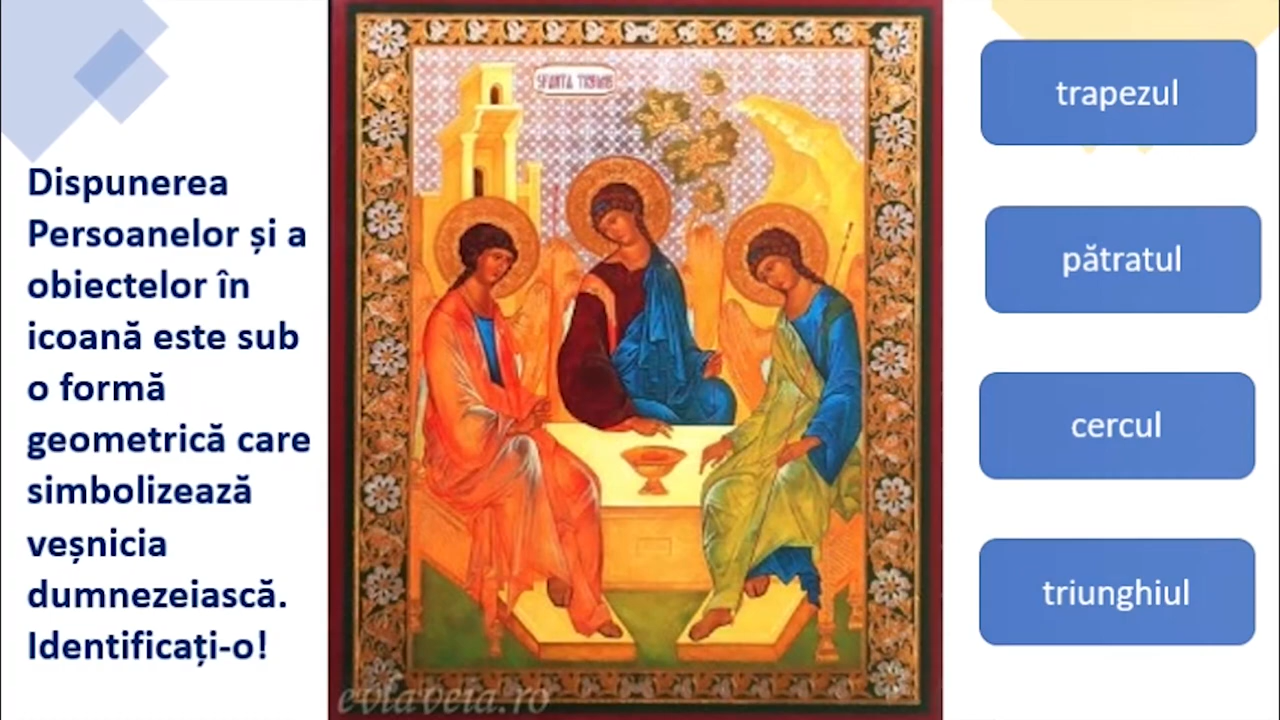 Dispunerea
Persoanelor și a
obiectelor în
icoană este sub
o formă
geometrică care
simbolizează
veșnicia
dumnezeiască.
Identificați-o!
trapezul
pătratul
cercul
triunghiul
evlaveia.ro